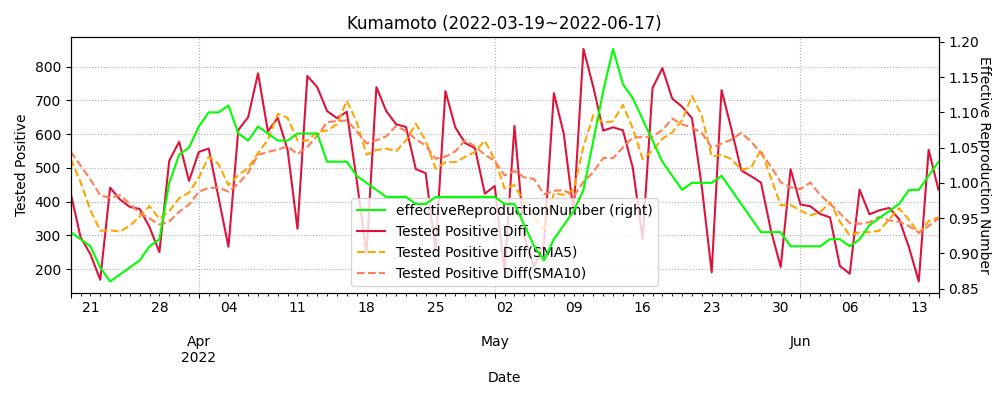 Kumamoto (2022-03-19~2022-06-17)
Tested Positive
800
700
600
500
400
300
200
1.20
1.15
1.10
1.05
1.00
0.95
0.90
0.85
Effective Reproduction Number
effectiveReproductionNumber (right)
Tested Positive Diff
Tested Positive Diff(SMA5)
Tested Positive Diff(SMA10)
21 28 04 11 18 25 02 09 16 23 30 06 13
Apr May Jun
2022
Date